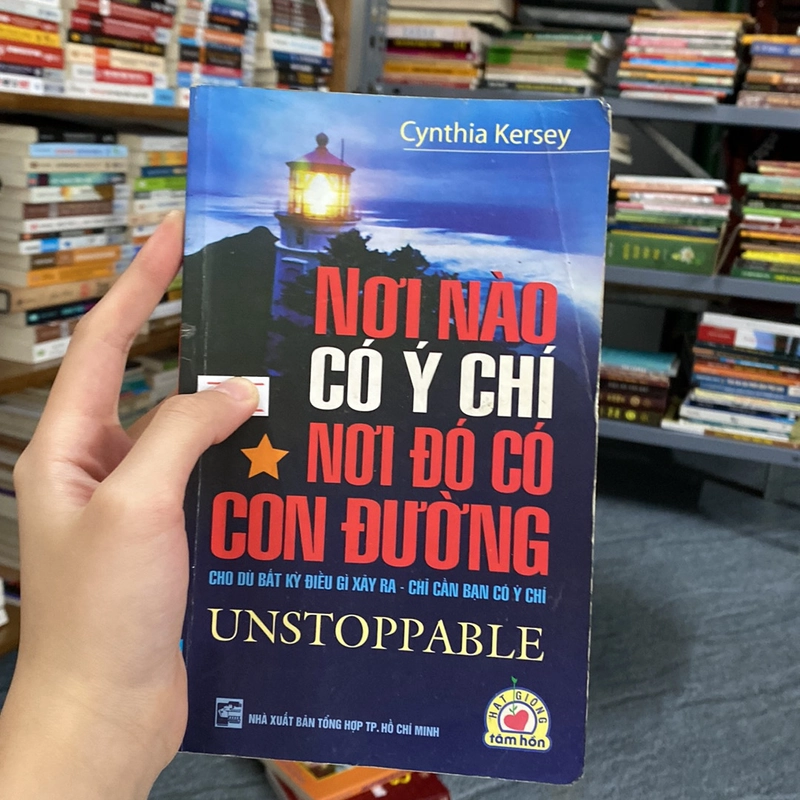 Cynthia Kersey
NƠI NÀO
CÓ Ý CHÍ
NƠI ĐÓ CÓ
CON ĐƯỜNG
CHO DÙ BẤT KỲ ĐIỀU GÌ XẢY RA - CHỈ CẦN BẠN CÓ Ý CHÍ
UNSTOPPABLE
NHÀ XUẤT BẢN TỔNG HỢP TP. HỒ CHÍ MINH
HẠT GIỐNG
tâm hồn